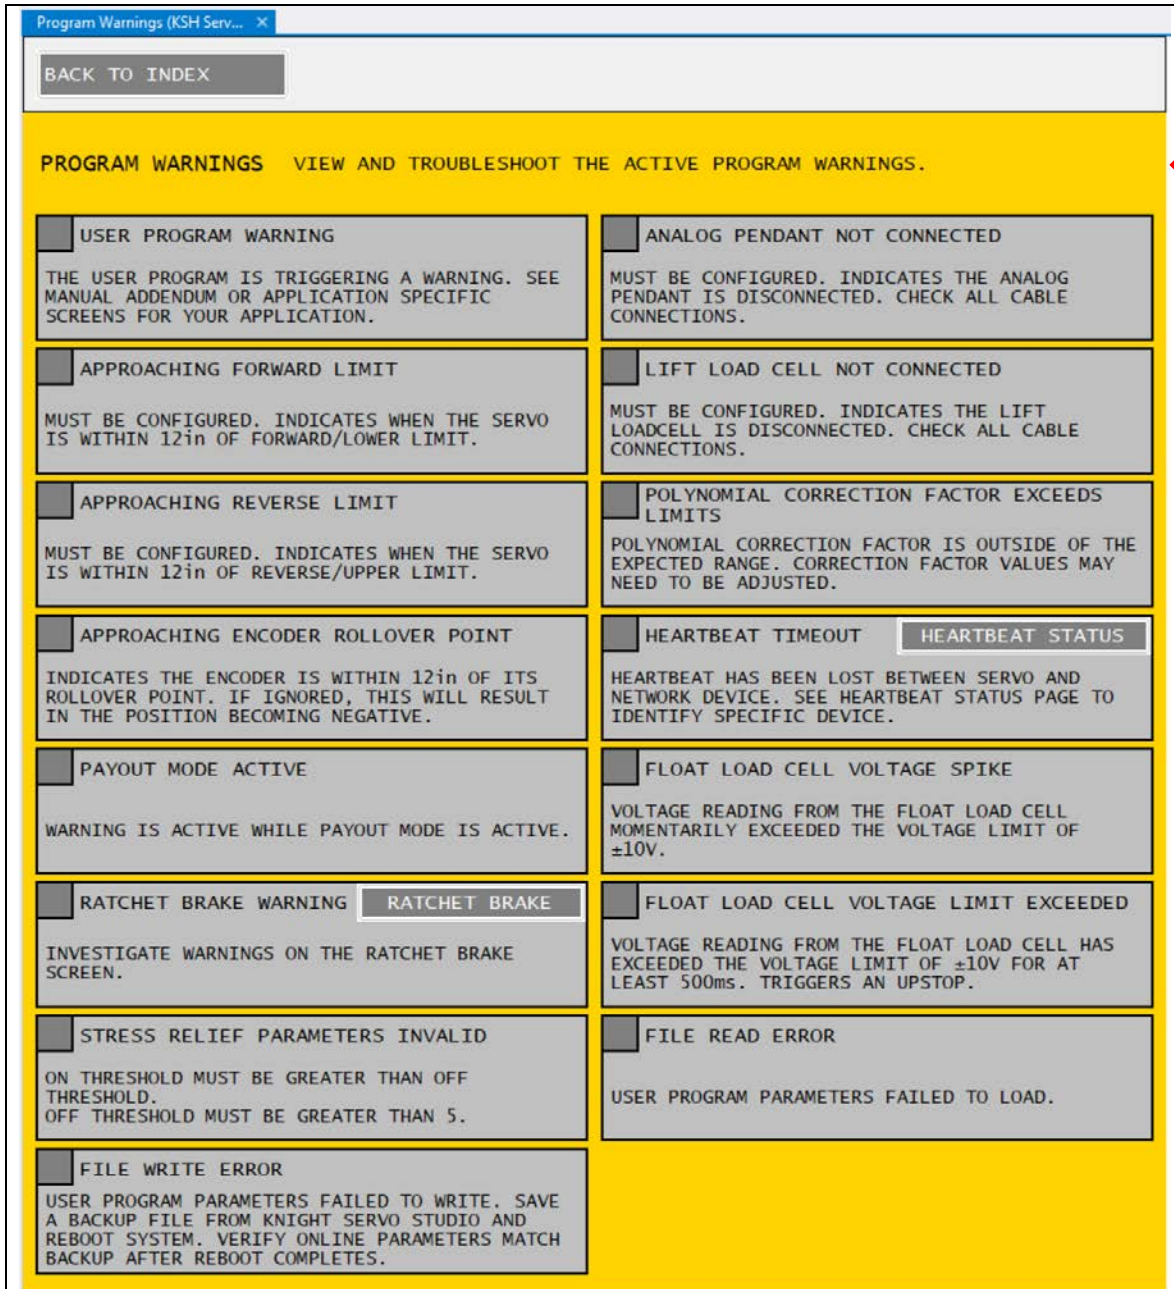 Program Warnings (KSH Serv... ×
BACK TO INDEX
PROGRAM WARNINGS VIEW AND TROUBLESHOOT THE ACTIVE PROGRAM WARNINGS.
USER PROGRAM WARNING
THE USER PROGRAM IS TRIGGERING A WARNING. SEE
MANUAL ADDENDUM OR APPLICATION SPECIFIC
SCREENS FOR YOUR APPLICATION.
APPROACHING FORWARD LIMIT
MUST BE CONFIGURED. INDICATES WHEN THE SERVO
IS WITHIN 12in OF FORWARD/LOWER LIMIT.
APPROACHING REVERSE LIMIT
MUST BE CONFIGURED. INDICATES WHEN THE SERVO
IS WITHIN 12in OF REVERSE/UPPER LIMIT.
APPROACHING ENCODER ROLLOVER POINT
INDICATES THE ENCODER IS WITHIN 12in OF ITS
ROLLOVER POINT. IF IGNORED, THIS WILL RESULT
IN THE POSITION BECOMING NEGATIVE.
PAYOUT MODE ACTIVE
WARNING IS ACTIVE WHILE PAYOUT MODE IS ACTIVE.
RATCHET BRAKE WARNING RATCHET BRAKE
INVESTIGATE WARNINGS ON THE RATCHET BRAKE
SCREEN.
STRESS RELIEF PARAMETERS INVALID
ON THRESHOLD MUST BE GREATER THAN OFF
THRESHOLD.
OFF THRESHOLD MUST BE GREATER THAN 5.
FILE WRITE ERROR
USER PROGRAM PARAMETERS FAILED TO WRITE. SAVE
A BACKUP FILE FROM KNIGHT SERVO STUDIO AND
REBOOT SYSTEM. VERIFY ONLINE PARAMETERS MATCH
BACKUP AFTER REBOOT COMPLETES.
ANALOG PENDANT NOT CONNECTED
MUST BE CONFIGURED. INDICATES THE ANALOG
PENDANT IS DISCONNECTED. CHECK ALL CABLE
CONNECTIONS.
LIFT LOAD CELL NOT CONNECTED
MUST BE CONFIGURED. INDICATES THE LIFT
LOADCELL IS DISCONNECTED. CHECK ALL CABLE
CONNECTIONS.
POLYNOMIAL CORRECTION FACTOR EXCEEDS
LIMITS
POLYNOMIAL CORRECTION FACTOR IS OUTSIDE OF THE
EXPECTED RANGE. CORRECTION FACTOR VALUES MAY
NEED TO BE ADJUSTED.
HEARTBEAT TIMEOUT HEARTBEAT STATUS
HEARTBEAT HAS BEEN LOST BETWEEN SERVO AND
NETWORK DEVICE. SEE HEARTBEAT STATUS PAGE TO
IDENTIFY SPECIFIC DEVICE.
FLOAT LOAD CELL VOLTAGE SPIKE
VOLTAGE READING FROM THE FLOAT LOAD CELL
MOMENTARILY EXCEEDED THE VOLTAGE LIMIT OF
±10V.
FLOAT LOAD CELL VOLTAGE LIMIT EXCEEDED
VOLTAGE READING FROM THE FLOAT LOAD CELL HAS
EXCEEDED THE VOLTAGE LIMIT OF ±10V FOR AT
LEAST 500ms. TRIGGERS AN UPSTOP.
FILE READ ERROR
USER PROGRAM PARAMETERS FAILED TO LOAD.